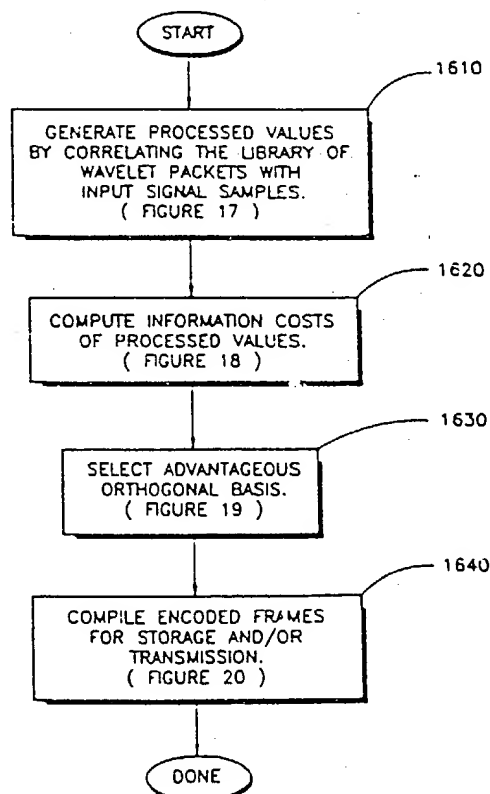 START
1610
GENERATE PROCESSED VALUES
BY CORRELATING THE LIBRARY OF
WAVELET PACKETS WITH
INPUT SIGNAL SAMPLES.
( FIGURE 17 )
1620
COMPUTE INFORMATION COSTS
OF PROCESSED VALUES.
( FIGURE 18 )
1630
SELECT ADVANTAGEOUS
ORTHOGONAL BASIS.
( FIGURE 19 )
1640
COMPILE ENCODED FRAMES
FOR STORAGE AND/OR
TRANSMISSION.
( FIGURE 20 )
DONE